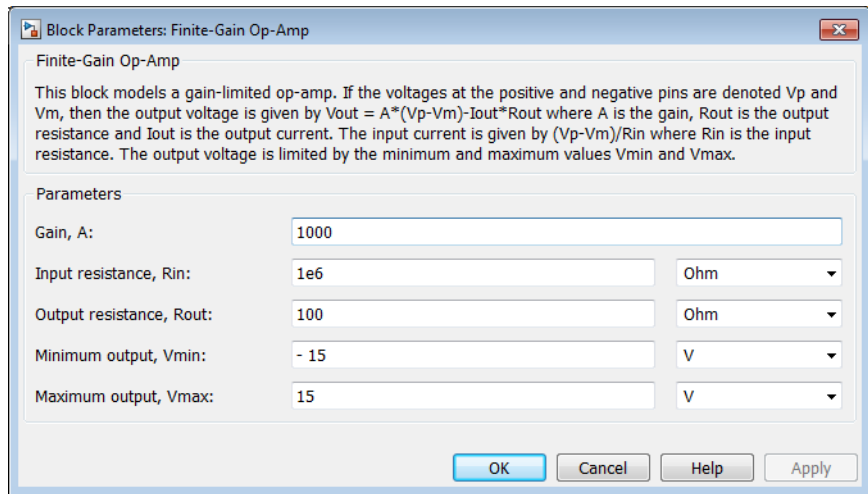 Block Parameters: Finite-Gain Op-Amp
Finite-Gain Op-Amp
This block models a gain-limited op-amp. If the voltages at the positive and negative pins are denoted Vp and
Vm, then the output voltage is given by Vout = A*(Vp-Vm)-Iout*Rout where A is the gain, Rout is the output
resistance and Iout is the output current. The input current is given by (Vp-Vm)/Rin where Rin is the input
resistance. The output voltage is limited by the minimum and maximum values Vmin and Vmax.
Parameters
Gain, A: 1000
Input resistance, Rin: 1e6 Ohm
Output resistance, Rout: 100 Ohm
Minimum output, Vmin: - 15 V
Maximum output, Vmax: 15 V
OK Cancel Help Apply